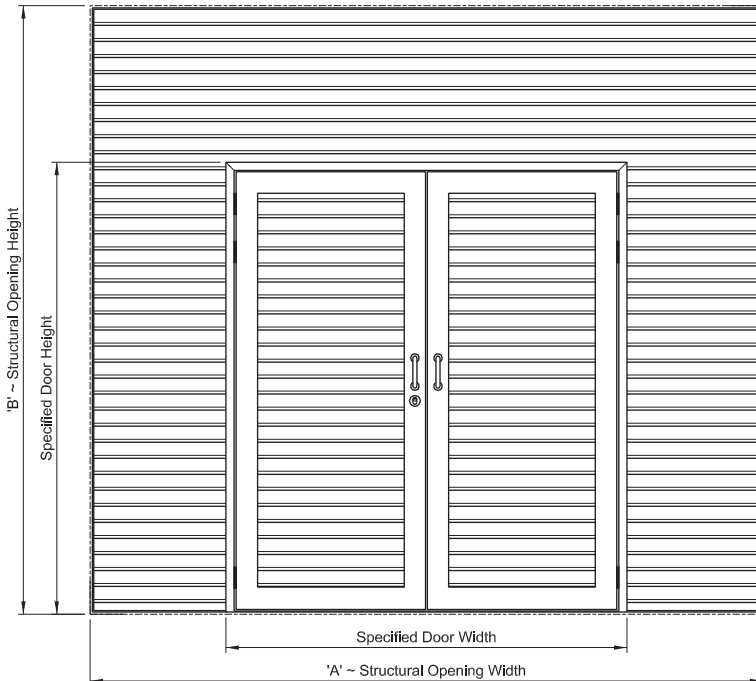 'B' ~ Structural Opening Height
Specified Door Height
Specified Door Width
'A' ~ Structural Opening Width